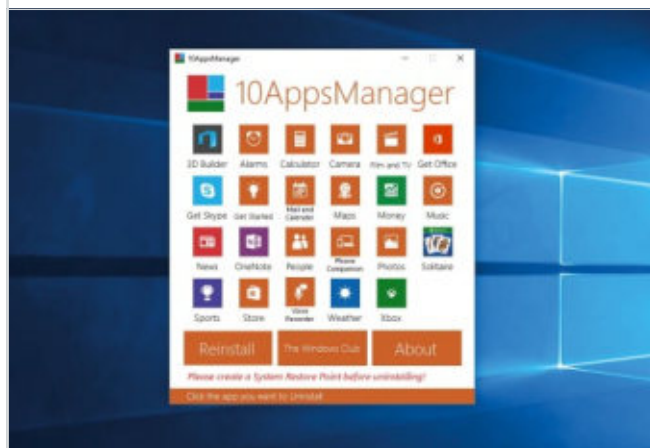 10AppsManager
10AppsManager
3D Builder Alarms Calculator Camera Film and TV Get Office
Get Skype Get Started Mail and Calendar Maps Money Music
News OneNote People Phone Companion Photos Solitaire
Sports Store Voice Recorder Weather Xbox
Reinstall The Windows Club About
Please create a System Restore Point before uninstalling!
Click the app you want to Uninstall